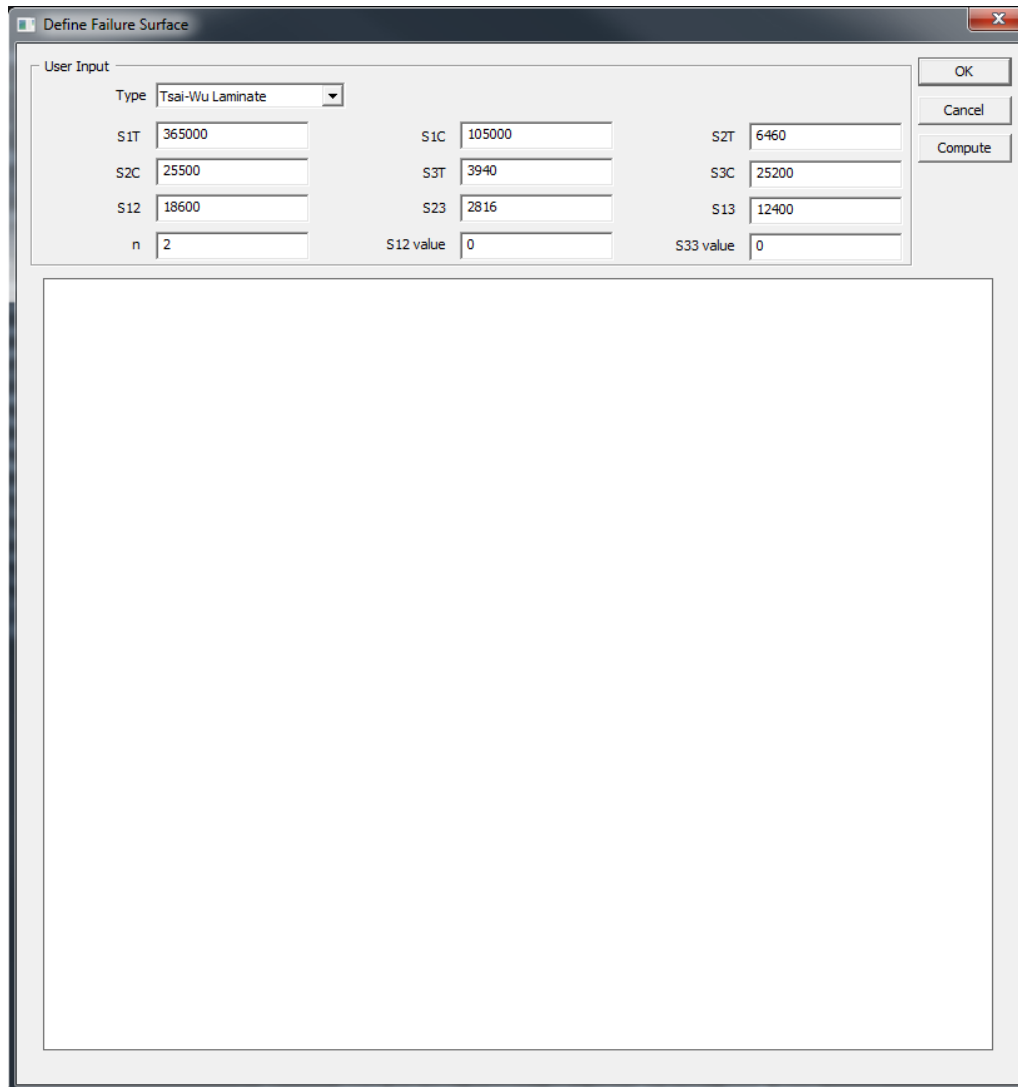 Define Failure Surface
User Input
OK
Type Tsai-Wu Laminate
Cancel
S1T 365000 S1C 105000 S2T 6460
Compute
S2C 25500 S3T 3940 S3C 25200
S12 18600 S23 2816 S13 12400
n 2 S12 value 0 S33 value 0